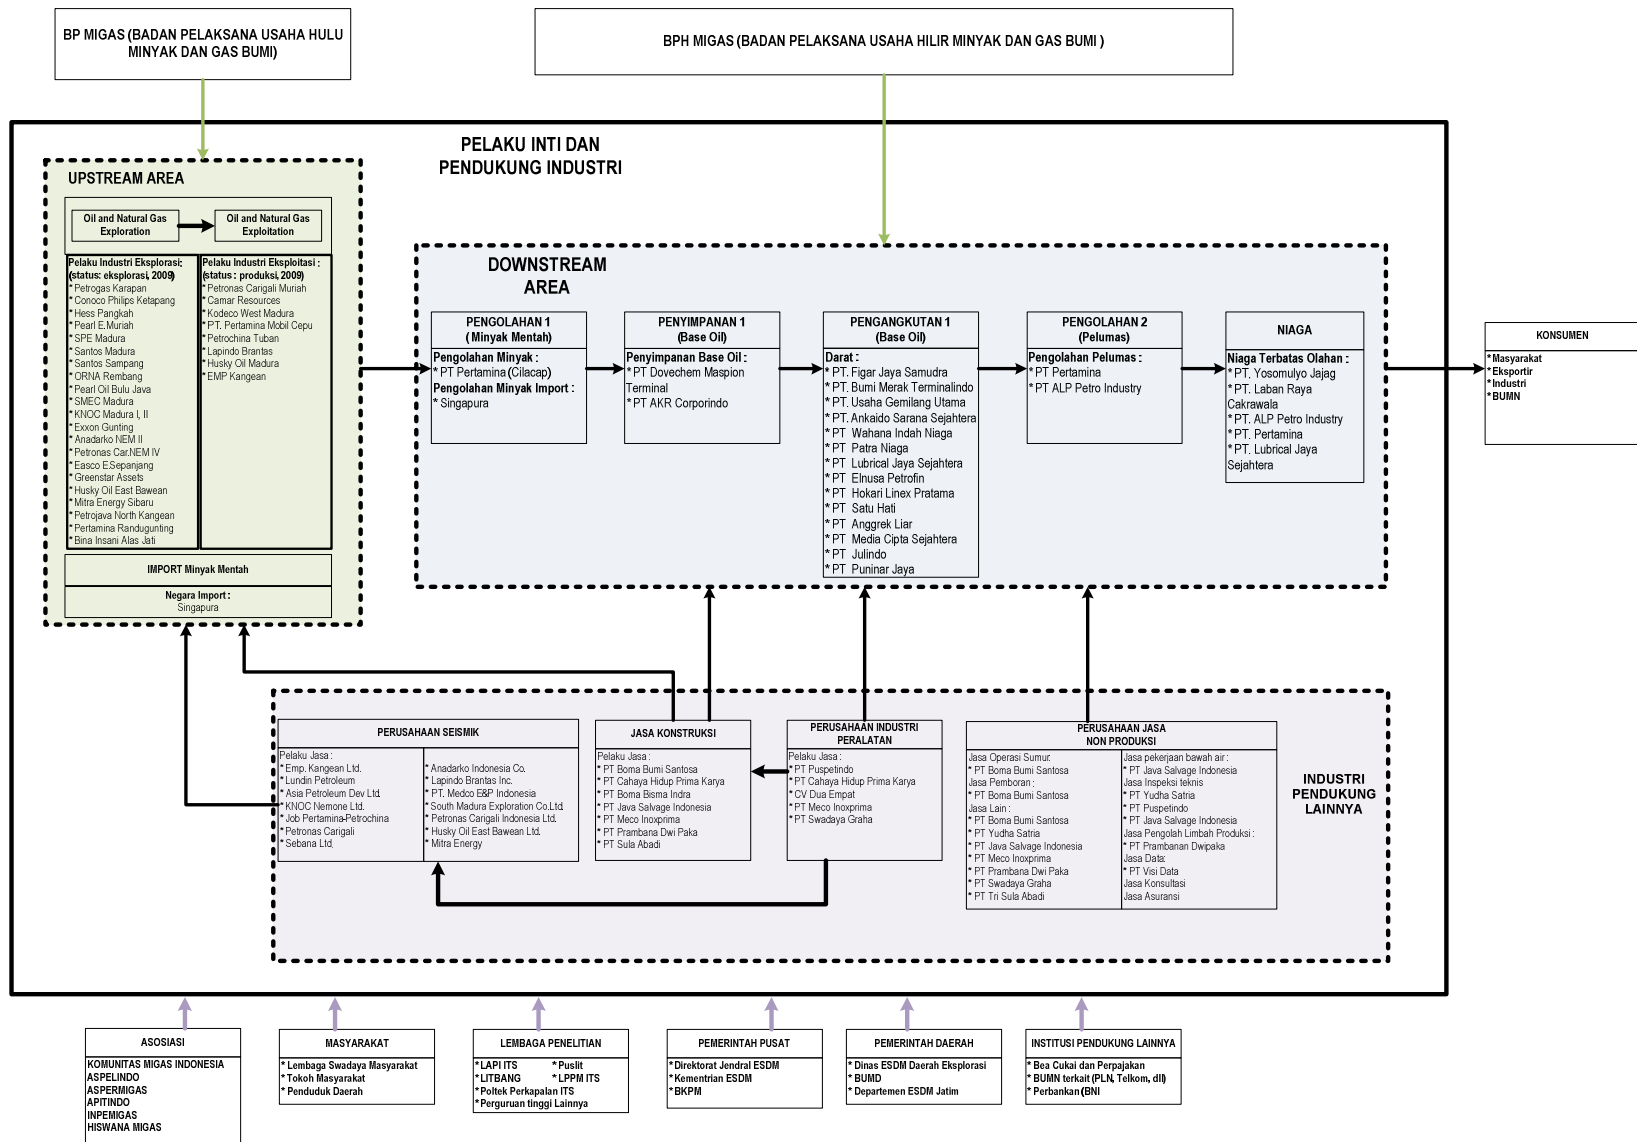 BP MIGAS (BADAN PELAKSANA USAHA HULU
MINYAK DAN GAS BUMI)
BPH MIGAS (BADAN PELAKSANA USAHA HILIR MINYAK DAN GAS BUMI )
PELAKU INTI DAN
PENDUKUNG INDUSTRI
UPSTREAM AREA
Oil and Natural Gas
Exploration
Oil and Natural Gas
Exploitation
Pelaku Industri Eksplorasi :
(status: eksplorasi, 2009)
* Petrogas Karapan
* Conoco Philips Ketapang
* Hess Pangkah
* Pearl E.Muriah
* SPE Madura
* Santos Madura
* Santos Sampang
* ORNA Rembang
* Pearl Oil Bulu Java
* SMEC Madura
* KNOC Madura I, II
* Exxon Gunting
* Anadarko NEM II
* Petronas Car.NEM IV
* Easco E.Sepanjang
* Greenstar Assets
* Husky Oil East Bawean
* Mitra Energy Sibaru
* Petrojava North Kangean
* Pertamina Randugunting
* Bina Insani Alas Jati
Pelaku Industri Eksploitasi :
(status : produksi, 2009)
* Petronas Carigali Muriah
* Camar Resources
* Kodeco West Madura
* PT. Pertamina Mobil Cepu
* Petrochina Tuban
* Lapindo Brantas
* Husky Oil Madura
* EMP Kangean
IMPORT Minyak Mentah
Negara Import :
Singapura
DOWNSTREAM
AREA
PENGOLAHAN 1
( Minyak Mentah)
Pengolahan Minyak :
* PT Pertamina (Cilacap)
Pengolahan Minyak Import :
* Singapura
PENYIMPANAN 1
(Base Oil)
Penyimpanan Base Oil :
* PT Dovechem Maspion
Terminal
* PT AKR Corporindo
PENGANGKUTAN 1
(Base Oil)
Darat :
* PT. Figar Jaya Samudra
* PT. Bumi Merak Terminalindo
* PT. Usaha Gemilang Utama
* PT. Ankaido Sarana Sejahtera
* PT Wahana Indah Niaga
* PT Patra Niaga
* PT Lubrical Jaya Sejahtera
* PT Elnusa Petrofin
* PT Hokari Linex Pratama
* PT Satu Hati
* PT Anggrek Liar
* PT Media Cipta Sejahtera
* PT Julindo
* PT Puninar Jaya
PENGOLAHAN 2
(Pelumas)
Pengolahan Pelumas :
* PT Pertamina
* PT ALP Petro Industry
NIAGA
Niaga Terbatas Olahan :
* PT. Yosomulyo Jajag
* PT. Laban Raya
Cakrawala
* PT. ALP Petro Industry
* PT. Pertamina
* PT. Lubrical Jaya
Sejahtera
KONSUMEN
* Masyarakat
* Eksportir
* Industri
* BUMN
PERUSAHAAN SEISMIK
Pelaku Jasa :
* Emp. Kangean Ltd.
* Lundin Petroleum
* Asia Petroleum Dev Ltd.
* KNOC Nemone Ltd.
* Job Pertamina-Petrochina
* Petronas Carigali
* Sebana Ltd.
* Anadarko Indonesia Co.
* Lapindo Brantas Inc.
* PT. Medco E&P Indonesia
* South Madura Exploration Co.Ltd.
* Petronas Carigali Indonesia Ltd.
* Husky Oil East Bawean Ltd.
* Mitra Energy
JASA KONSTRUKSI
Pelaku Jasa :
* PT Boma Bumi Santosa
* PT Cahaya Hidup Prima Karya
* PT Boma Bisma Indra
* PT Java Salvage Indonesia
* PT Meco Inoxprima
* PT Prambana Dwi Paka
* PT Sula Abadi
PERUSAHAAN INDUSTRI
PERALATAN
Pelaku Jasa :
* PT Puspetindo
* PT Cahaya Hidup Prima Karya
* CV Dua Empat
* PT Meco Inoxprima
* PT Swadaya Graha
PERUSAHAAN JASA
NON PRODUKSI
Jasa Operasi Sumur:
* PT Boma Bumi Santosa
Jasa Pemboran :
* PT Boma Bumi Santosa
Jasa Lain :
* PT Boma Bumi Santosa
* PT Yudha Satria
* PT Java Salvage Indonesia
* PT Meco Inoxprima
* PT Prambana Dwi Paka
* PT Swadaya Graha
* PT Tri Sula Abadi
Jasa pekerjaan bawah air :
* PT Java Salvage Indonesia
Jasa Inspeksi teknis
* PT Yudha Satria
* PT Puspetindo
* PT Java Salvage Indonesia
Jasa Pengolah Limbah Produksi :
* PT Prambanan Dwipaka
Jasa Data:
* PT Visi Data
Jasa Konsultasi
Jasa Asuransi
INDUSTRI
PENDUKUNG
LAINNYA
ASOSIASI
KOMUNITAS MIGAS INDONESIA
ASPELINDO
ASPERMIGAS
APITINDO
INPEMIGAS
HISWANA MIGAS
MASYARAKAT
* Lembaga Swadaya Masyarakat
* Tokoh Masyarakat
* Penduduk Daerah
LEMBAGA PENELITIAN
* LAPI ITS * Puslit
* LITBANG * LPPM ITS
* Poltek Perkapalan ITS
* Perguruan tinggi Lainnya
PEMERINTAH PUSAT
* Direktorat Jendral ESDM
* Kementrian ESDM
* BKPM
PEMERINTAH DAERAH
* Dinas ESDM Daerah Eksplorasi
* BUMD
* Departemen ESDM Jatim
INSTITUSI PENDUKUNG LAINNYA
* Bea Cukai dan Perpajakan
* BUMN terkait (PLN, Telkom, dll)
* Perbankan (BNI